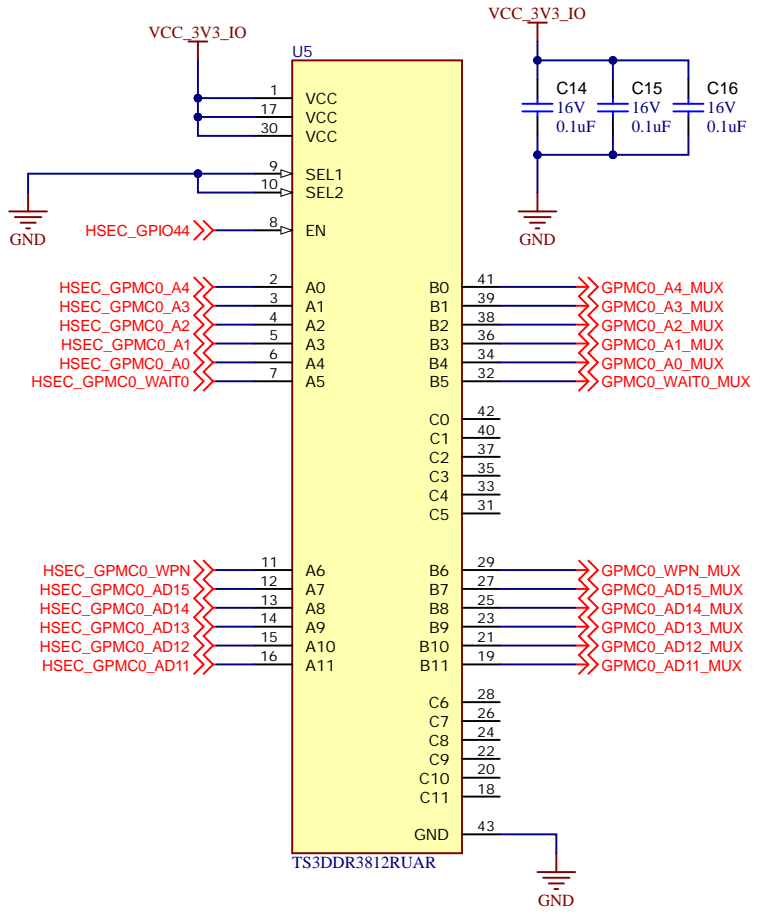 VCC_3V3_IO
VCC_3V3_IO
U5
C14
16V
0.1uF
C15
16V
0.1uF
C16
16V
0.1uF
GND
1 VCC
17 VCC
30 VCC
9 SEL1
10 SEL2
GND
HSEC_GPIO44 8 EN
HSEC_GPMC0_A4 2 A0 B0 41 GPMC0_A4_MUX
HSEC_GPMC0_A3 3 A1 B1 39 GPMC0_A3_MUX
HSEC_GPMC0_A2 4 A2 B2 38 GPMC0_A2_MUX
HSEC_GPMC0_A1 5 A3 B3 36 GPMC0_A1_MUX
HSEC_GPMC0_A0 6 A4 B4 34 GPMC0_A0_MUX
HSEC_GPMC0_WAIT0 7 A5 B5 32 GPMC0_WAIT0_MUX
C0 42
C1 40
C2 37
C3 35
C4 33
C5 31
HSEC_GPMC0_WPN 11 A6 B6 29 GPMC0_WPN_MUX
HSEC_GPMC0_AD15 12 A7 B7 27 GPMC0_AD15_MUX
HSEC_GPMC0_AD14 13 A8 B8 25 GPMC0_AD14_MUX
HSEC_GPMC0_AD13 14 A9 B9 23 GPMC0_AD13_MUX
HSEC_GPMC0_AD12 15 A10 B10 21 GPMC0_AD12_MUX
HSEC_GPMC0_AD11 16 A11 B11 19 GPMC0_AD11_MUX
C6 28
C7 26
C8 24
C9 22
C10 20
C11 18
GND 43
TS3DDR3812RUAR
GND